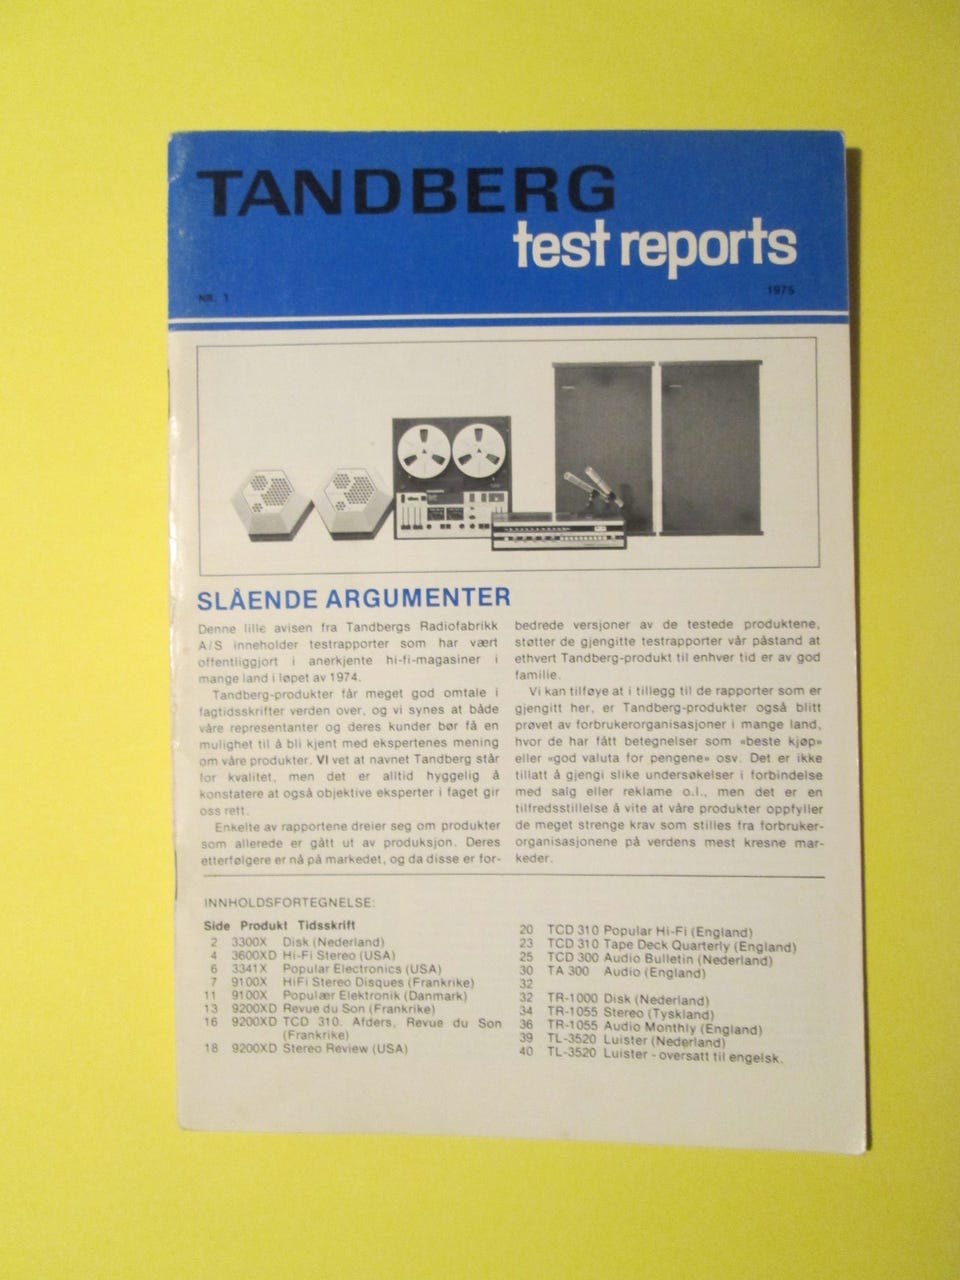 TANDBERG
test reports
NR. 1
1975
SLÅENDE ARGUMENTER
Denne lille avisen fra Tandbergs Radiofabrikk
A/S inneholder testrapporter som har vært
offentliggjort i anerkjente hi-fi-magasiner i
mange land i løpet av 1974.
Tandberg-produkter får meget god omtale i
fagtidsskrifter verden over, og vi synes at både
våre representanter og deres kunder bør få en
mulighet til å bli kjent med ekspertenes mening
om våre produkter. VI vet at navnet Tandberg står
for kvalitet, men det er alltid hyggelig å
konstatere at også objektive eksperter i faget gir
oss rett.
Enkelte av rapportene dreier seg om produkter
som allerede er gått ut av produksjon. Deres
etterfølgere er nå på markedet, og da disse er for-
bedrede versjoner av de testede produktene,
støtter de gjengitte testrapporter vår påstand at
ethvert Tandberg-produkt til enhver tid er av god
familie.
Vi kan tilføye at i tillegg til de rapporter som er
gjengitt her, er Tandberg-produkter også blitt
prøvet av forbrukerorganisasjoner i mange land,
hvor de har fått betegnelser som «beste kjøp»
eller «god valuta for pengene» osv. Det er ikke
tillatt å gjengi slike undersøkelser i forbindelse
med salg eller reklame o.l., men det er en
tilfredsstillelse å vite at våre produkter oppfyller
de meget strenge krav som stilles fra forbruker-
organisasjonene på verdens mest kresne mar-
keder.
INNHOLDSFORTEGNELSE:
Side Produkt Tidsskrift
2 3300X Disk (Nederland)
4 3600XD Hi-Fi Stereo (USA)
6 3341X Popular Electronics (USA)
7 9100X HiFi Stereo Disques (Frankrike)
11 9100X Populær Elektronik (Danmark)
13 9200XD Revue du Son (Frankrike)
16 9200XD TCD 310. Afders, Revue du Son
(Frankrike)
18 9200XD Stereo Review (USA)
20 TCD 310 Popular Hi-Fi (England)
23 TCD 310 Tape Deck Quarterly (England)
25 TCD 300 Audio Bulletin (Nederland)
30 TA 300 Audio (England)
32
32 TR-1000 Disk (Nederland)
34 TR-1055 Stereo (Tyskland)
36 TR-1055 Audio Monthly (England)
39 TL-3520 Luister (Nederland)
40 TL-3520 Luister - oversatt til engelsk.